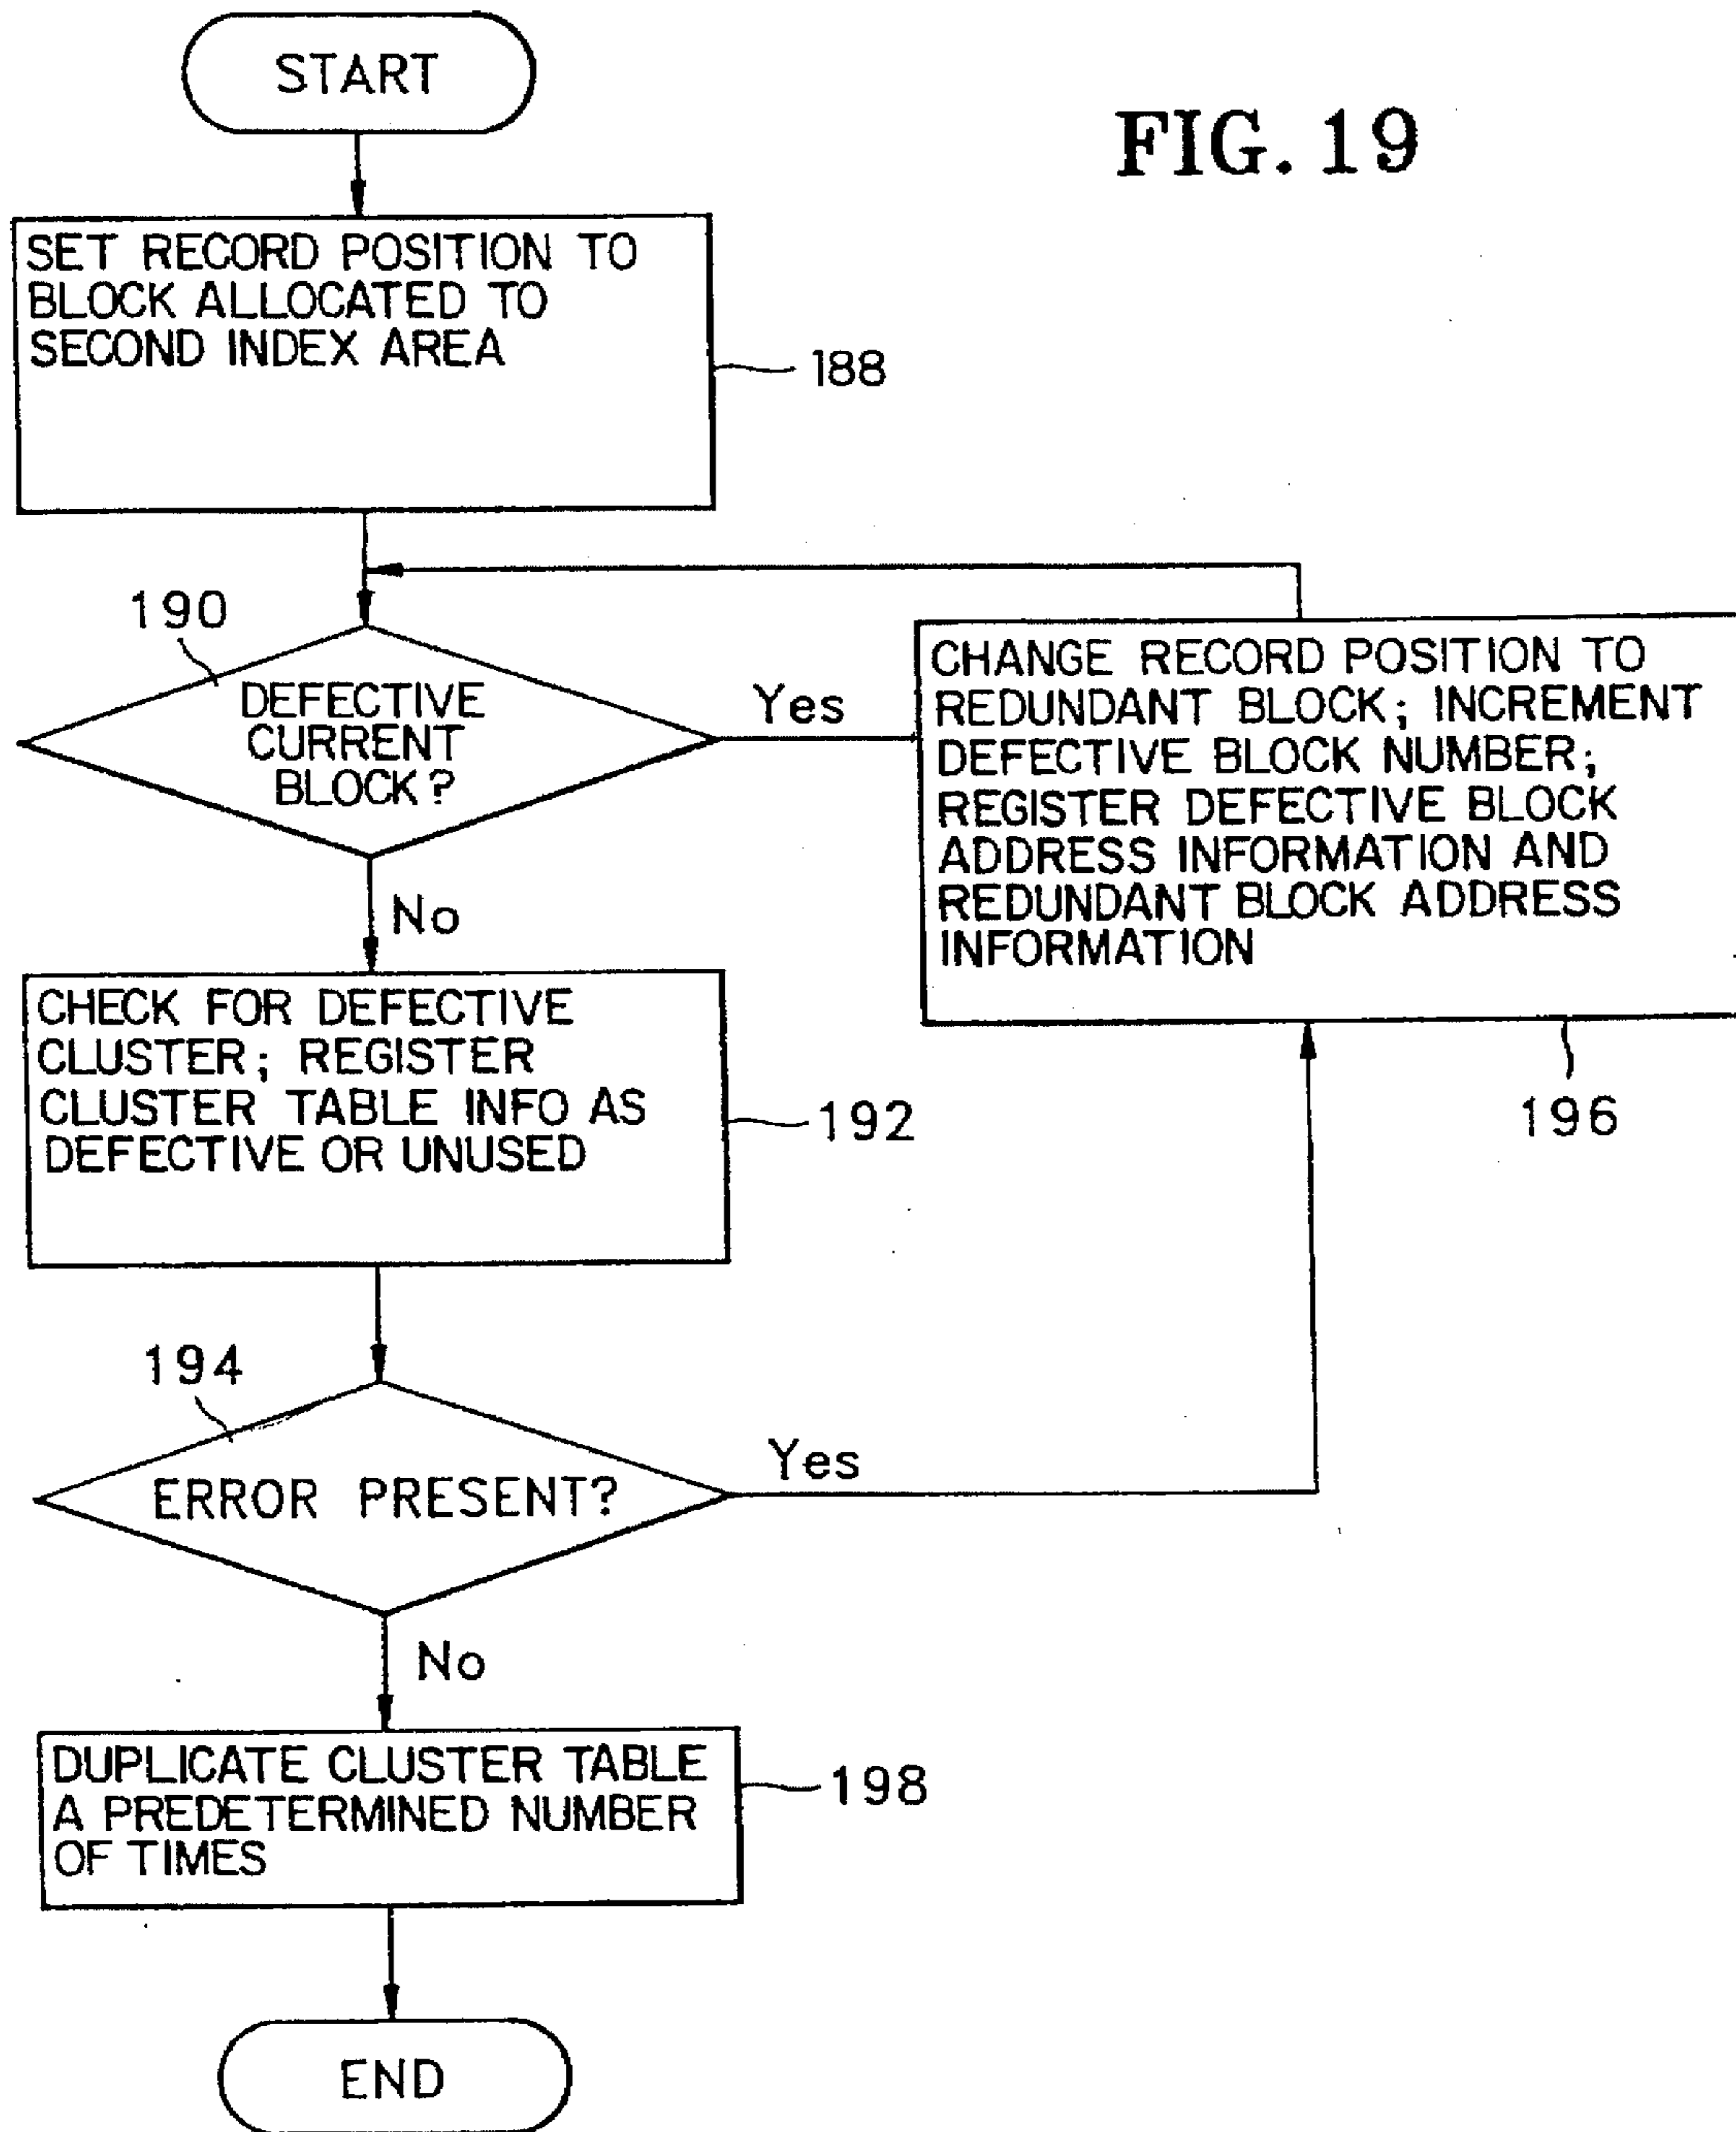 START
FIG. 19
SET RECORD POSITION TO
BLOCK ALLOCATED TO
SECOND INDEX AREA
188
190
DEFECTIVE
CURRENT
BLOCK?
Yes
No
CHANGE RECORD POSITION TO
REDUNDANT BLOCK; INCREMENT
DEFECTIVE BLOCK NUMBER;
REGISTER DEFECTIVE BLOCK
ADDRESS INFORMATION AND
REDUNDANT BLOCK ADDRESS
INFORMATION
196
CHECK FOR DEFECTIVE
CLUSTER; REGISTER
CLUSTER TABLE INFO AS
DEFECTIVE OR UNUSED
192
194
ERROR PRESENT?
Yes
No
DUPLICATE CLUSTER TABLE
A PREDETERMINED NUMBER
OF TIMES
198
END